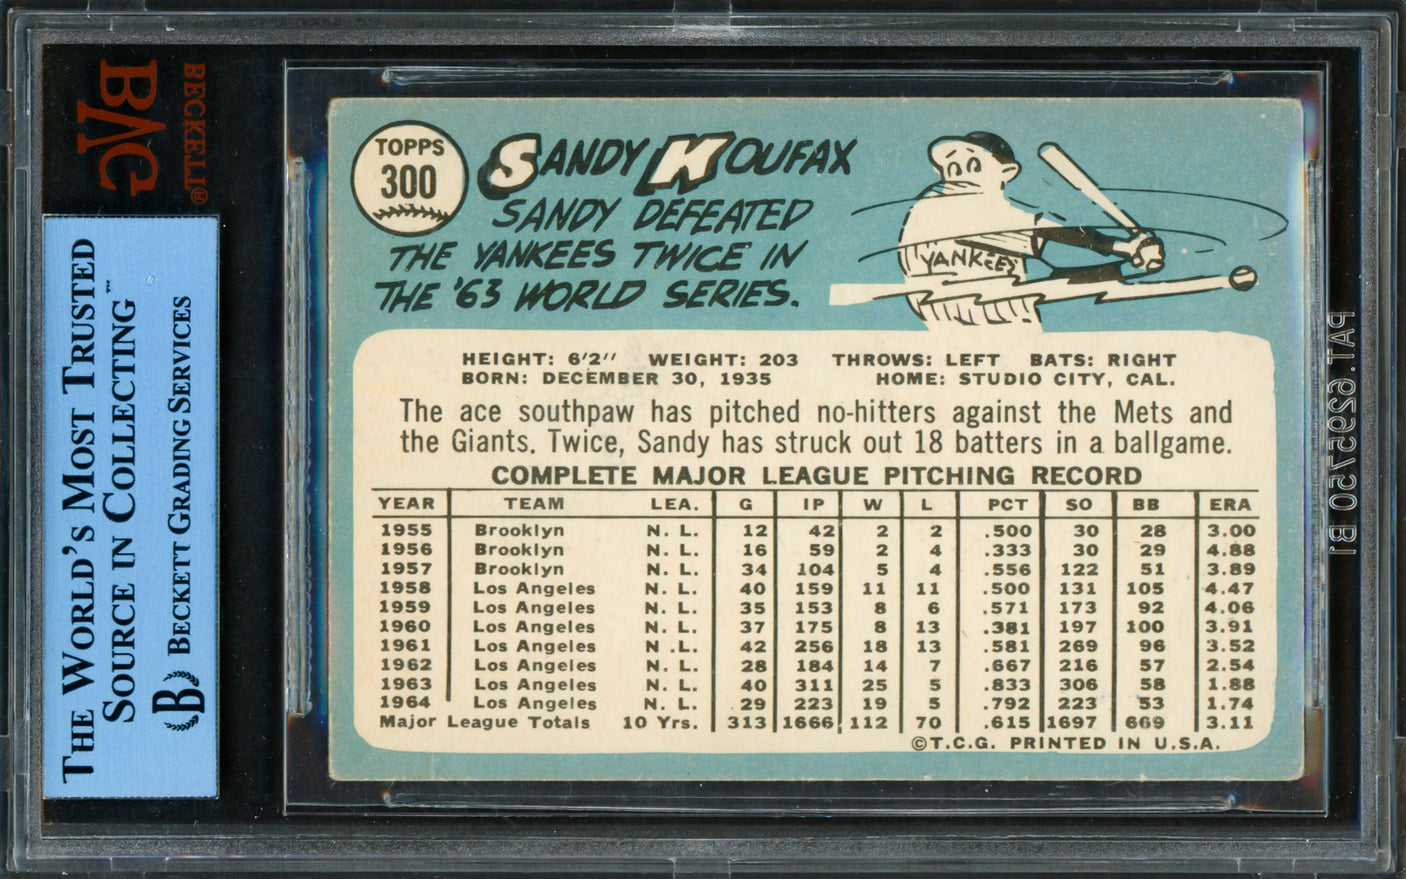 BECKETT®
BVG
THE WORLD'S MOST TRUSTED
SOURCE IN COLLECTING™
BECKETT GRADING SERVICES
B
TOPPS
300
SANDY KOUFAX
SANDY DEFEATED
THE YANKEES TWICE IN
THE '63 WORLD SERIES.
YANKEES
HEIGHT: 6'2" WEIGHT: 203 THROWS: LEFT BATS: RIGHT
BORN: DECEMBER 30, 1935 HOME: STUDIO CITY, CAL.
The ace southpaw has pitched no-hitters against the Mets and
the Giants. Twice, Sandy has struck out 18 batters in a ballgame.
COMPLETE MAJOR LEAGUE PITCHING RECORD
YEAR TEAM LEA. G IP W L PCT SO BB ERA
1955 Brooklyn N. L. 12 42 2 2 .500 30 28 3.00
1956 Brooklyn N. L. 16 59 2 4 .333 30 29 4.88
1957 Brooklyn N. L. 34 104 5 4 .556 122 51 3.89
1958 Los Angeles N. L. 40 159 11 11 .500 131 105 4.47
1959 Los Angeles N. L. 35 153 8 6 .571 173 92 4.06
1960 Los Angeles N. L. 37 175 8 13 .381 197 100 3.91
1961 Los Angeles N. L. 42 256 18 13 .581 269 96 3.52
1962 Los Angeles N. L. 28 184 14 7 .667 216 57 2.54
1963 Los Angeles N. L. 40 311 25 5 .833 306 58 1.88
1964 Los Angeles N. L. 29 223 19 5 .792 223 53 1.74
Major League Totals 10 Yrs. 313 1666 112 70 .615 1697 669 3.11
©T.C.G. PRINTED IN U.S.A.
PAT. 6295750 B1